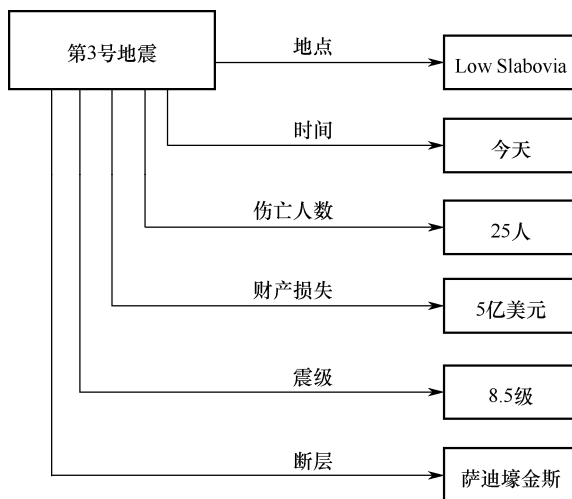 第3号地震
地点
Low Slabovia
时间
今天
伤亡人数
25人
财产损失
5亿美元
震级
8.5级
断层
萨迪壕金斯